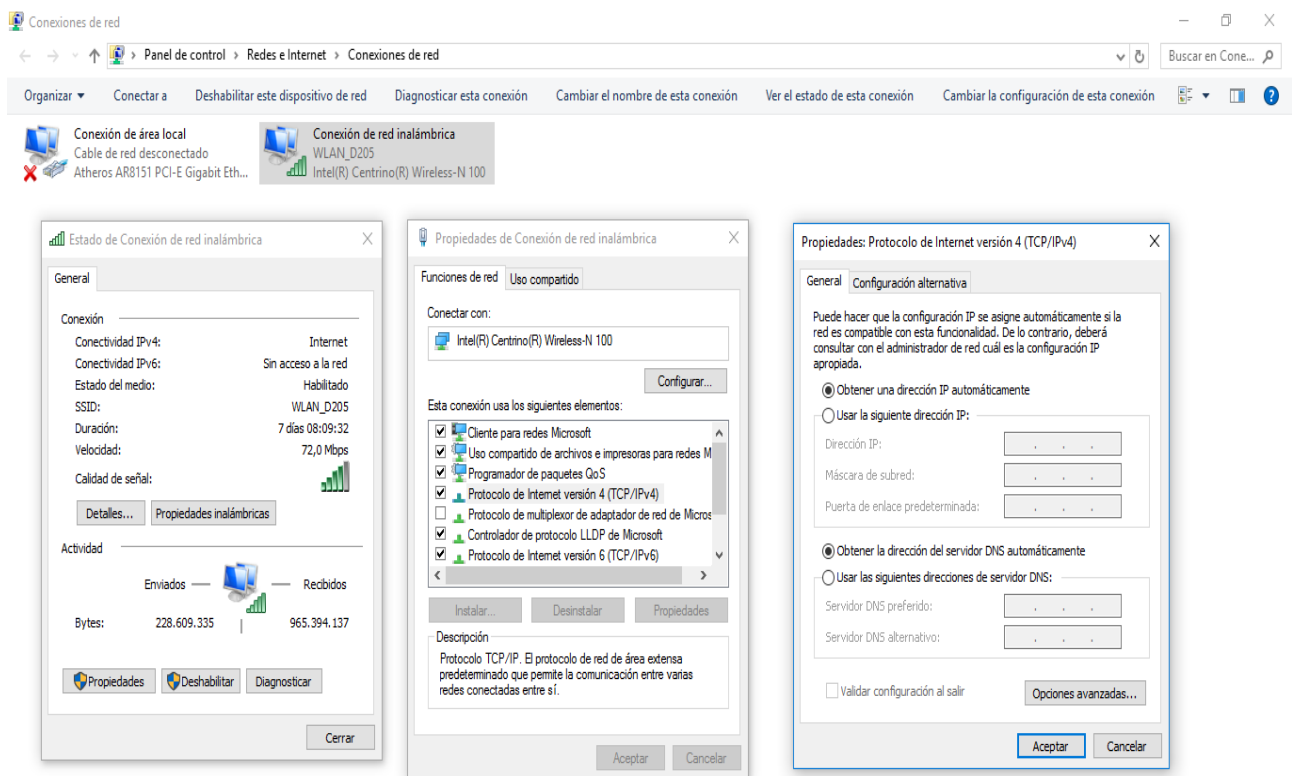 Conexiones de red
Panel de control > Redes e Internet > Conexiones de red
Buscar en Cone...
Organizar
Conectar a
Deshabilitar este dispositivo de red
Diagnosticar esta conexión
Cambiar el nombre de esta conexión
Ver el estado de esta conexión
Cambiar la configuración de esta conexión
Conexión de área local
Cable de red desconectado
Atheros AR8151 PCI-E Gigabit Eth...
Conexión de red inalámbrica
WLAN_D205
Intel(R) Centrino(R) Wireless-N 100
Estado de Conexión de red inalámbrica
General
Conexión
Conectividad IPv4: Internet
Conectividad IPv6: Sin acceso a la red
Estado del medio: Habilitado
SSID: WLAN_D205
Duración: 7 días 08:09:32
Velocidad: 72,0 Mbps
Calidad de señal:
Detalles...
Propiedades inalámbricas
Actividad
Enviados — — Recibidos
Bytes: 228.609.335 | 965.394.137
Propiedades
Deshabilitar
Diagnosticar
Cerrar
Propiedades de Conexión de red inalámbrica
Funciones de red
Uso compartido
Conectar con:
Intel(R) Centrino(R) Wireless-N 100
Configurar...
Esta conexión usa los siguientes elementos:
Cliente para redes Microsoft
Uso compartido de archivos e impresoras para redes M
Programador de paquetes QoS
Protocolo de Internet versión 4 (TCP/IPv4)
Protocolo de multiplexor de adaptador de red de Micros
Controlador de protocolo LLDP de Microsoft
Protocolo de Internet versión 6 (TCP/IPv6)
Instalar...
Desinstalar
Propiedades
Descripción
Protocolo TCP/IP. El protocolo de red de área extensa
predeterminado que permite la comunicación entre varias
redes conectadas entre sí.
Aceptar
Cancelar
Propiedades: Protocolo de Internet versión 4 (TCP/IPv4)
General
Configuración alternativa
Puede hacer que la configuración IP se asigne automáticamente si la
red es compatible con esta funcionalidad. De lo contrario, deberá
consultar con el administrador de red cuál es la configuración IP
apropiada.
Obtener una dirección IP automáticamente
Usar la siguiente dirección IP:
Dirección IP:
Máscara de subred:
Puerta de enlace predeterminada:
Obtener la dirección del servidor DNS automáticamente
Usar las siguientes direcciones de servidor DNS:
Servidor DNS preferido:
Servidor DNS alternativo:
Validar configuración al salir
Opciones avanzadas...
Aceptar
Cancelar